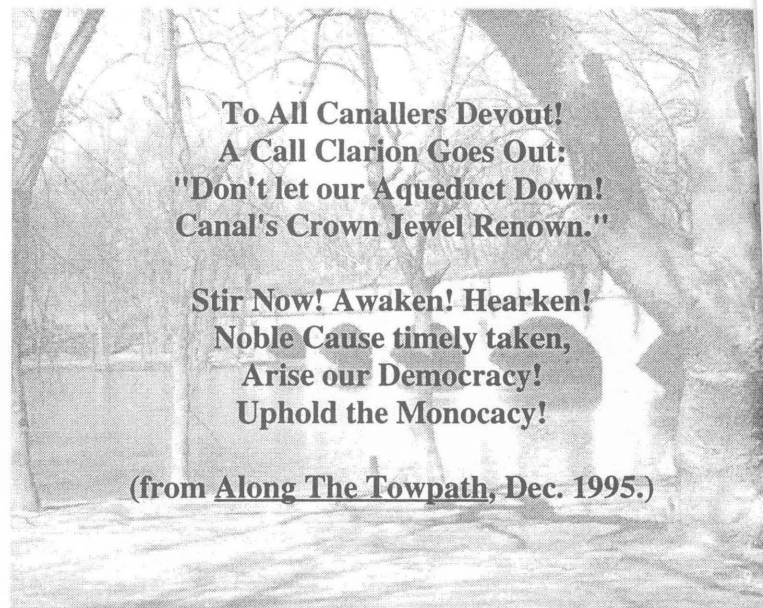 To All Canallers Devout!
A Call Clarion Goes Out:
"Don't let our Aqueduct Down!
Canal's Crown Jewel Renown."
Stir Now! Awaken! Hearken!
Noble Cause timely taken,
Arise our Democracy!
Uphold the Monocacy!
(from Along The Towpath, Dec. 1995.)